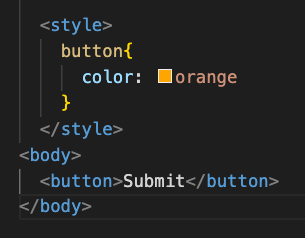 <style>
button{
color: orange
}
</style>
<body>
<button>Submit</button>
</body>